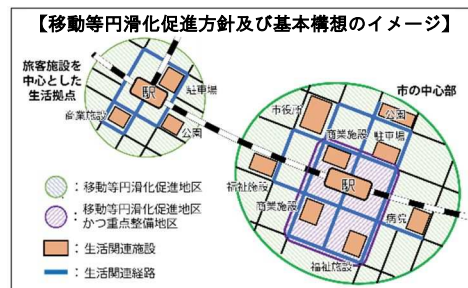 【移動等円滑化促進方針及び基本構想のイメージ】
旅客施設を
中心とした
生活拠点
駅
駐車場
商業施設
公園
市の中心部
市役所
公園
商業施設
駐車場
福祉施設
駅
商業施設
病院
福祉施設
：移動等円滑化促進地区
：移動等円滑化促進地区
かつ重点整備地区
：生活関連施設
：生活関連経路